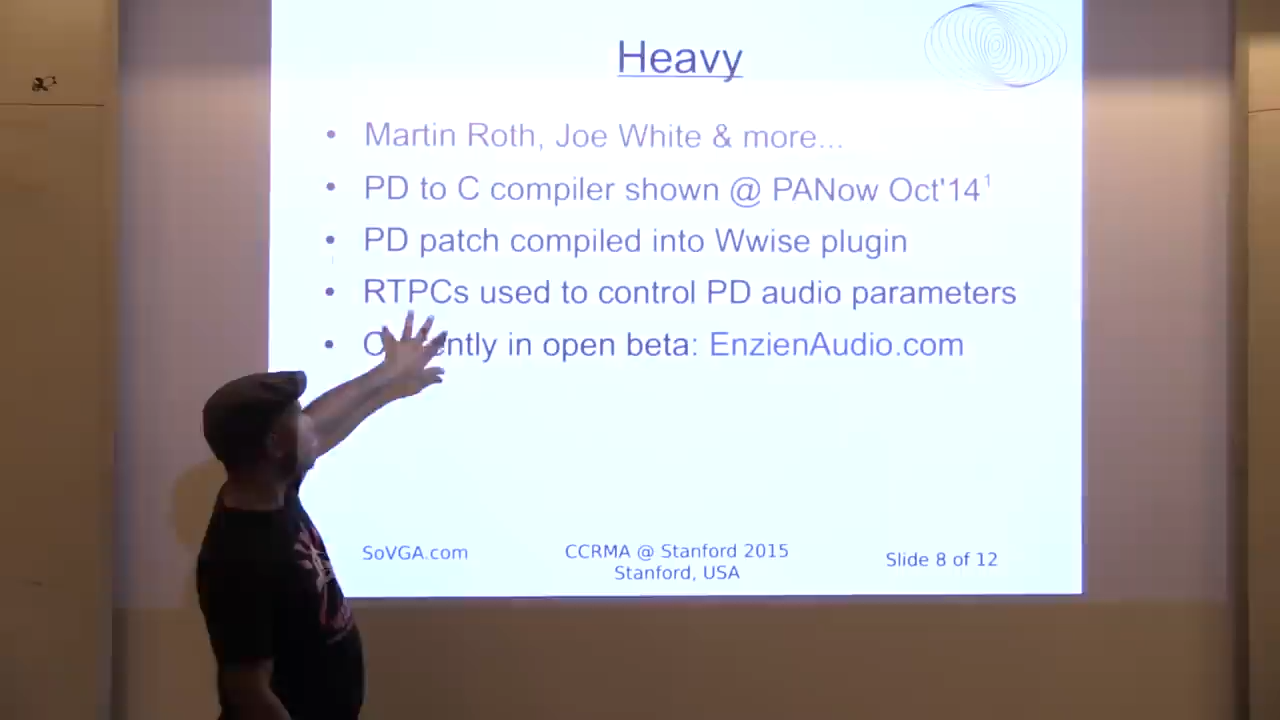 Heavy
• Martin Roth, Joe White & more...
• PD to C compiler shown @ PANow Oct'14¹
• PD patch compiled into Wwise plugin
• RTPCs used to control PD audio parameters
• in open beta: EnzienAudio.com
SoVGA.com
CCRMA @ Stanford 2015
Stanford, USA
Slide 8 of 12